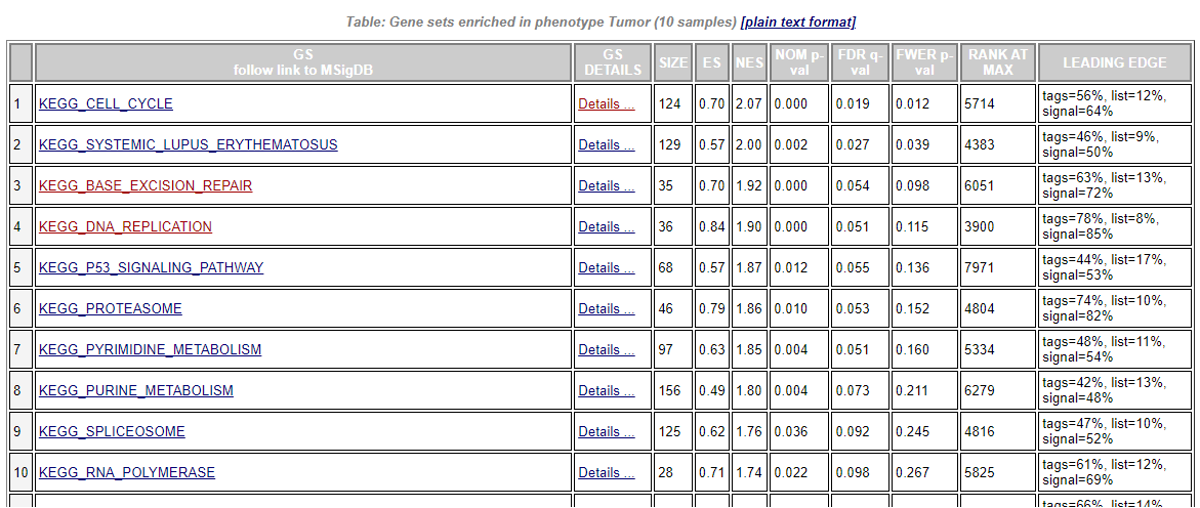 Table: Gene sets enriched in phenotype Tumor (10 samples) [plain text format]
GS follow link to MSigDB GS DETAILS SIZE ES NES NOM p-val FDR q-val FWER p-val RANK AT MAX LEADING EDGE
1 KEGG_CELL_CYCLE Details ... 124 0.70 2.07 0.000 0.019 0.012 5714 tags=56%, list=12%, signal=64%
2 KEGG_SYSTEMIC_LUPUS_ERYTHEMATOSUS Details ... 129 0.57 2.00 0.002 0.027 0.039 4383 tags=46%, list=9%, signal=50%
3 KEGG_BASE_EXCISION_REPAIR Details ... 35 0.70 1.92 0.000 0.054 0.098 6051 tags=63%, list=13%, signal=72%
4 KEGG_DNA_REPLICATION Details ... 36 0.84 1.90 0.000 0.051 0.115 3900 tags=78%, list=8%, signal=85%
5 KEGG_P53_SIGNALING_PATHWAY Details ... 68 0.57 1.87 0.012 0.055 0.136 7971 tags=44%, list=17%, signal=53%
6 KEGG_PROTEASOME Details ... 46 0.79 1.86 0.010 0.053 0.152 4804 tags=74%, list=10%, signal=82%
7 KEGG_PYRIMIDINE_METABOLISM Details ... 97 0.63 1.85 0.004 0.051 0.160 5334 tags=48%, list=11%, signal=54%
8 KEGG_PURINE_METABOLISM Details ... 156 0.49 1.80 0.004 0.073 0.211 6279 tags=42%, list=13%, signal=48%
9 KEGG_SPLICEOSOME Details ... 125 0.62 1.76 0.036 0.092 0.245 4816 tags=47%, list=10%, signal=52%
10 KEGG_RNA_POLYMERASE Details ... 28 0.71 1.74 0.022 0.098 0.267 5825 tags=61%, list=12%, signal=69%
tags=66%, list=14%